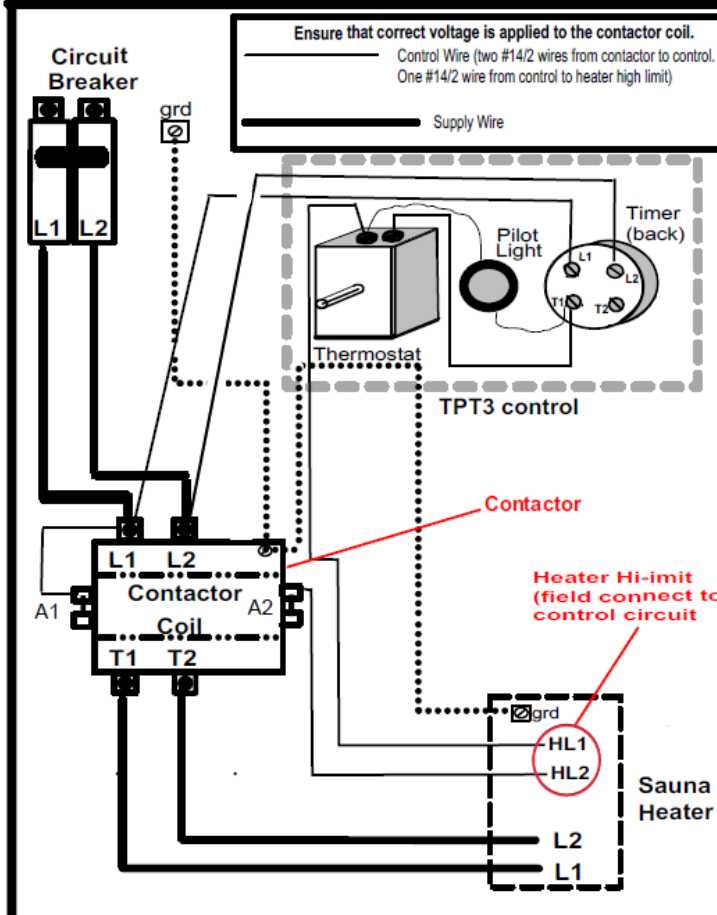 Ensure that correct voltage is applied to the contactor coil.
Control Wire (two #14/2 wires from contactor to control.
One #14/2 wire from control to heater high limit)
Supply Wire
Circuit
Breaker
grd
L1 L2
Timer
(back)
Pilot
Light
L1
L2
T1
T2
Thermostat
TPT3 control
Contactor
L1 L2
Contactor
A1
A2
Coil
T1 T2
Heater Hi-imit
(field connect to
control circuit
grd
HL1
HL2
Sauna
Heater
L2
L1